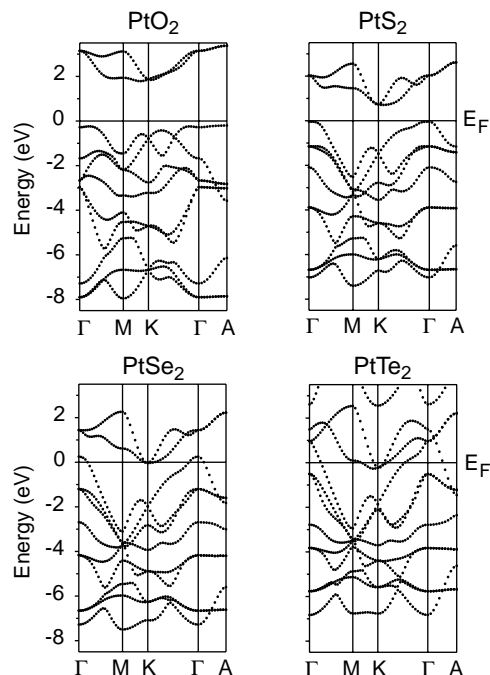 PtO₂ PtS₂
Energy (eV)
2
0
-2
-4
-6
-8
E_F
Γ M K Γ A Γ M K Γ A
PtSe₂ PtTe₂
Energy (eV)
2
0
-2
-4
-6
-8
E_F
Γ M K Γ A Γ M K Γ A